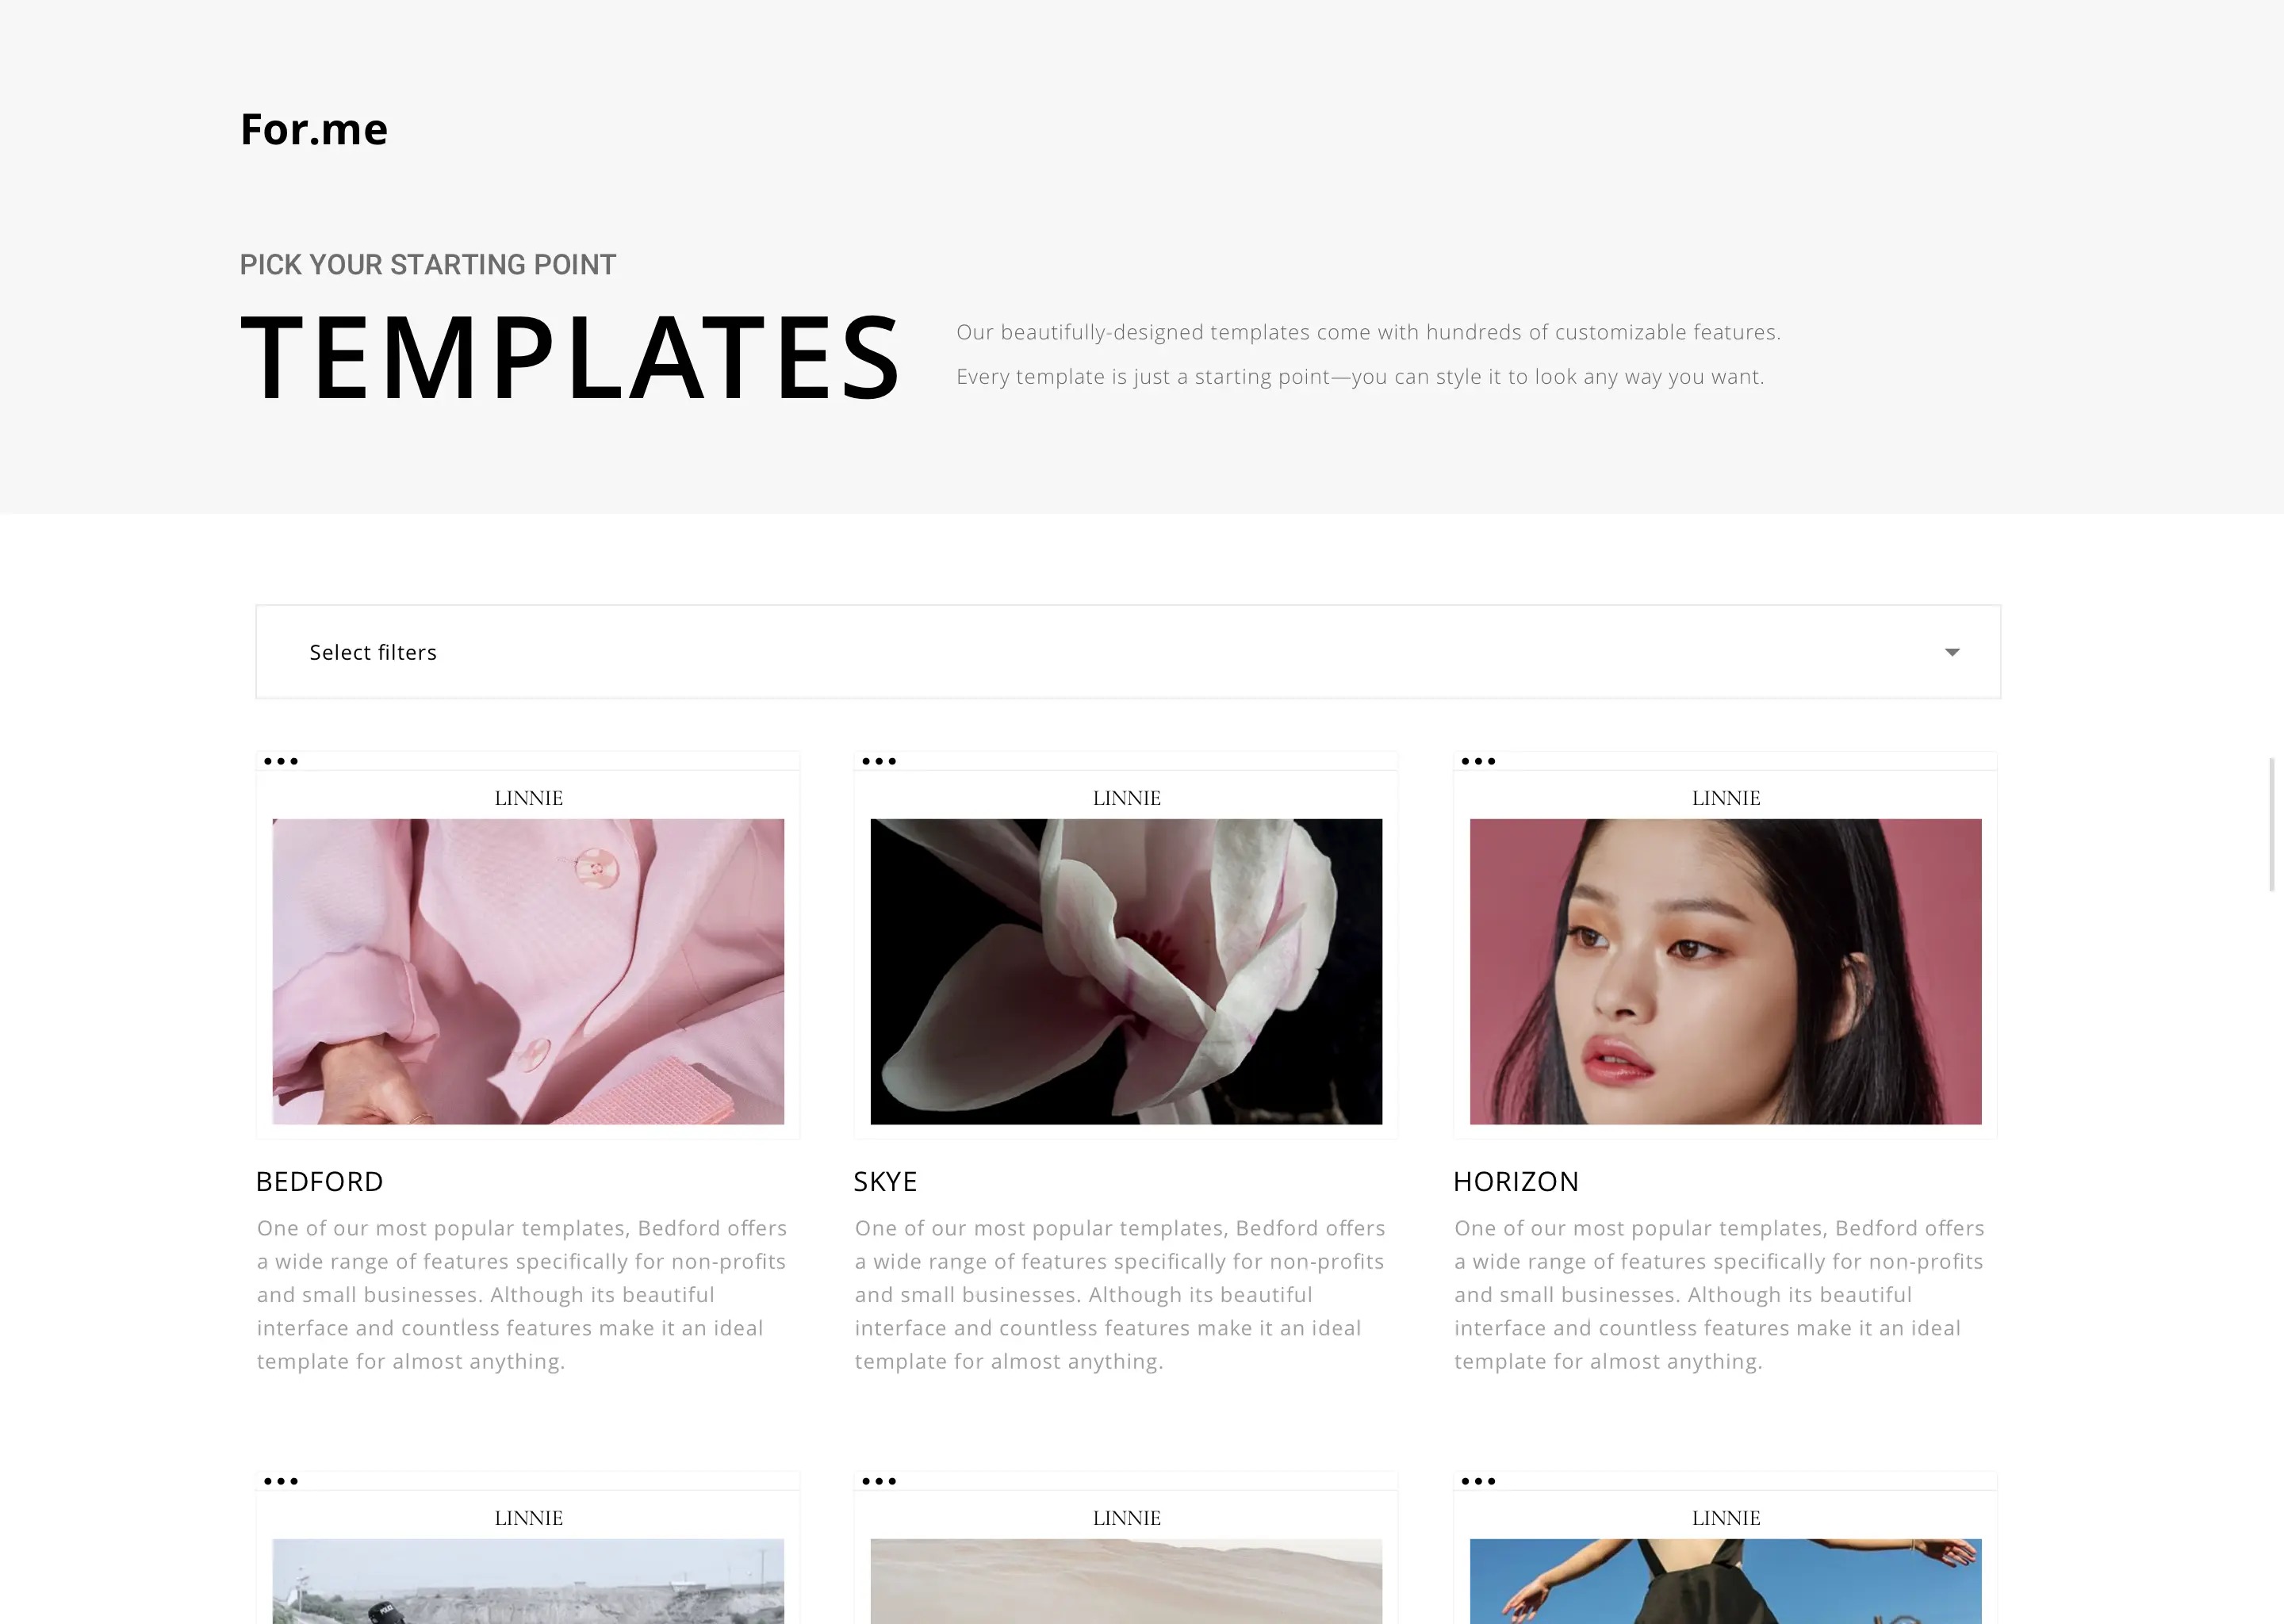 For.me
PICK YOUR STARTING POINT
TEMPLATES
Our beautifully-designed templates come with hundreds of customizable features.
Every template is just a starting point—you can style it to look any way you want.
Select filters
LINNIE
LINNIE
LINNIE
BEDFORD
One of our most popular templates, Bedford offers
a wide range of features specifically for non-profits
and small businesses. Although its beautiful
interface and countless features make it an ideal
template for almost anything.
SKYE
One of our most popular templates, Bedford offers
a wide range of features specifically for non-profits
and small businesses. Although its beautiful
interface and countless features make it an ideal
template for almost anything.
HORIZON
One of our most popular templates, Bedford offers
a wide range of features specifically for non-profits
and small businesses. Although its beautiful
interface and countless features make it an ideal
template for almost anything.
LINNIE
LINNIE
LINNIE